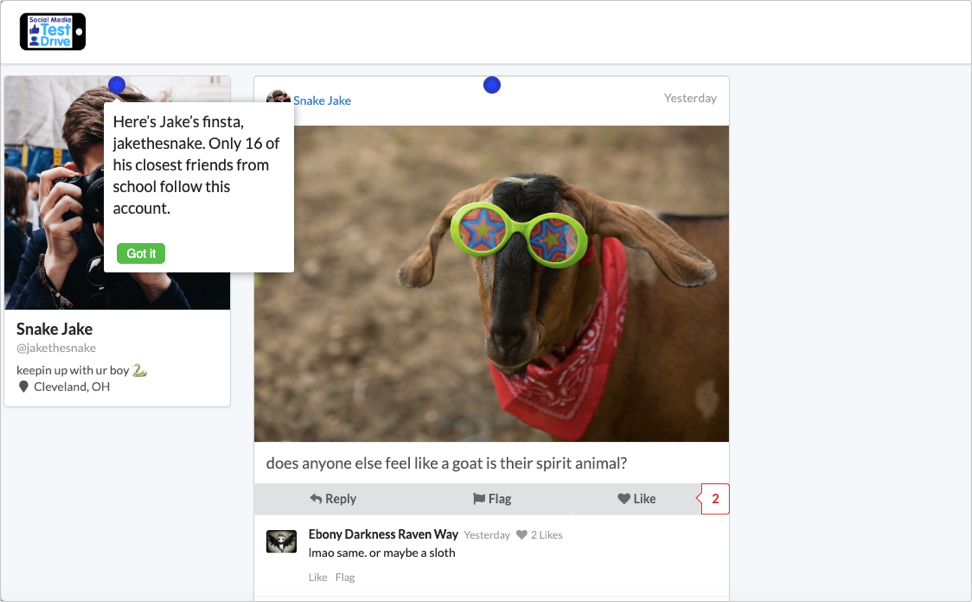 Social Media
Test
Drive
Here's Jake's finsta,
jakethesnake. Only 16 of
his closest friends from
school follow this
account.
Got it
Snake Jake
@jakethesnake
keepin up with ur boy 🐍
Cleveland, OH
Snake Jake
Yesterday
does anyone else feel like a goat is their spirit animal?
Reply Flag Like 2
Ebony Darkness Raven Way Yesterday 2 Likes
lmao same. or maybe a sloth
Like Flag